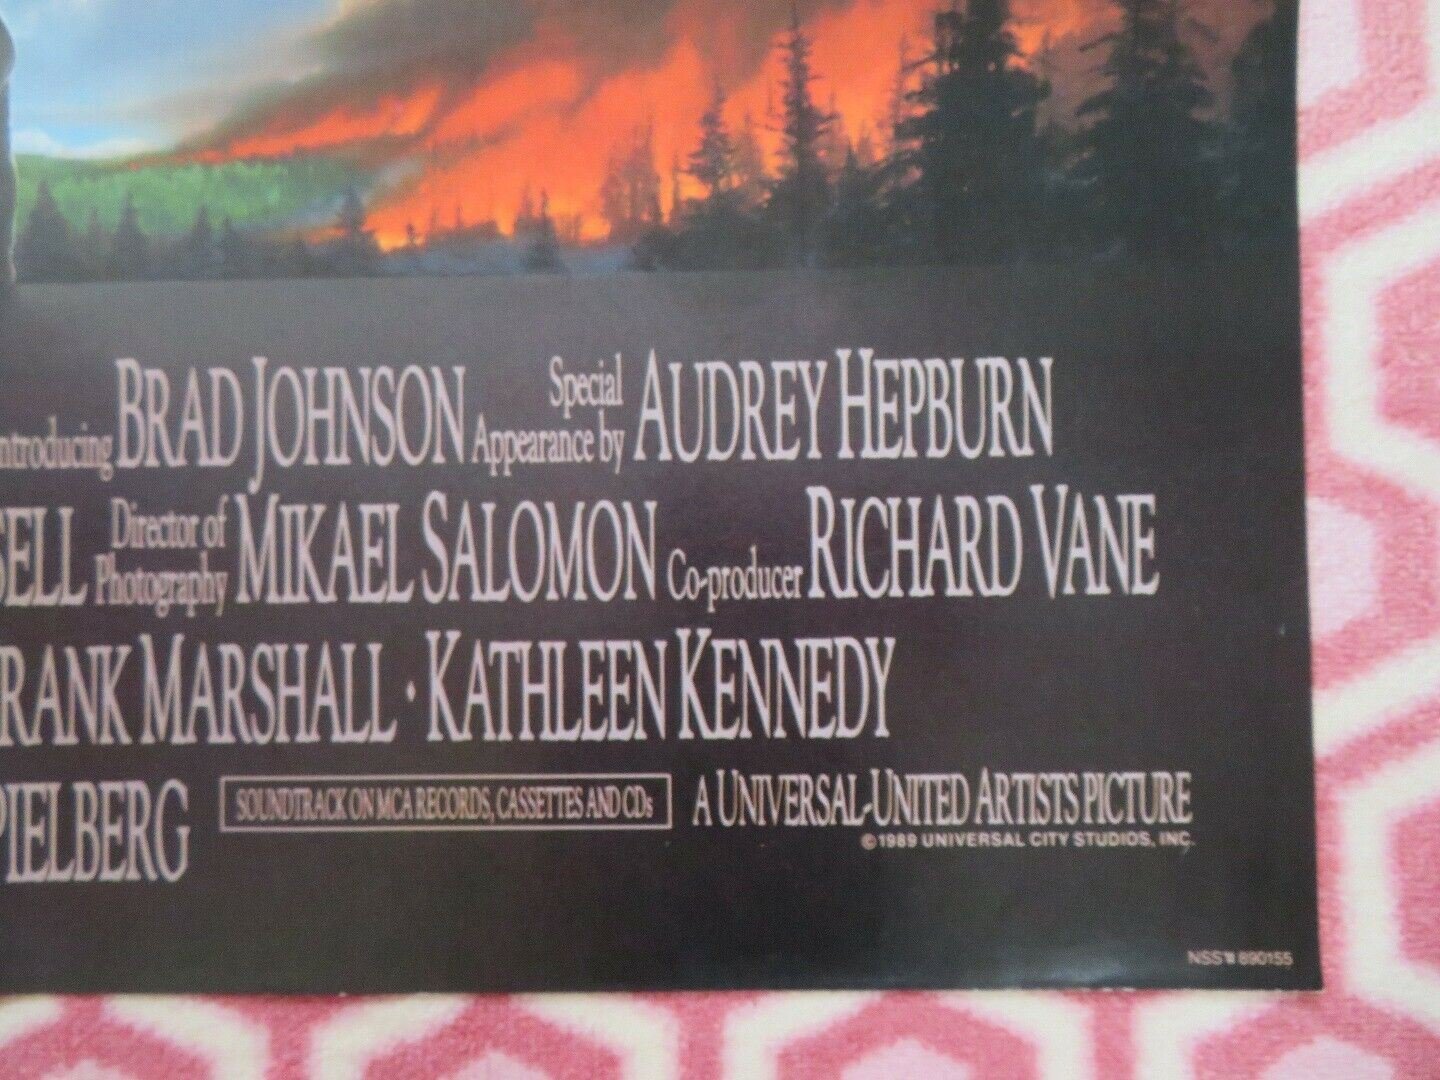 Introducing BRAD JOHNSON Special Appearance by AUDREY HEPBURN
SELL Director of Photography MIKAEL SALOMON Co-producer RICHARD VANE
RANK MARSHALL · KATHLEEN KENNEDY
PIELBERG SOUNDTRACK ON MCA RECORDS, CASSETTES AND CDs A UNIVERSAL-UNITED ARTISTS PICTURE
©1989 UNIVERSAL CITY STUDIOS, INC.
NSS 890155